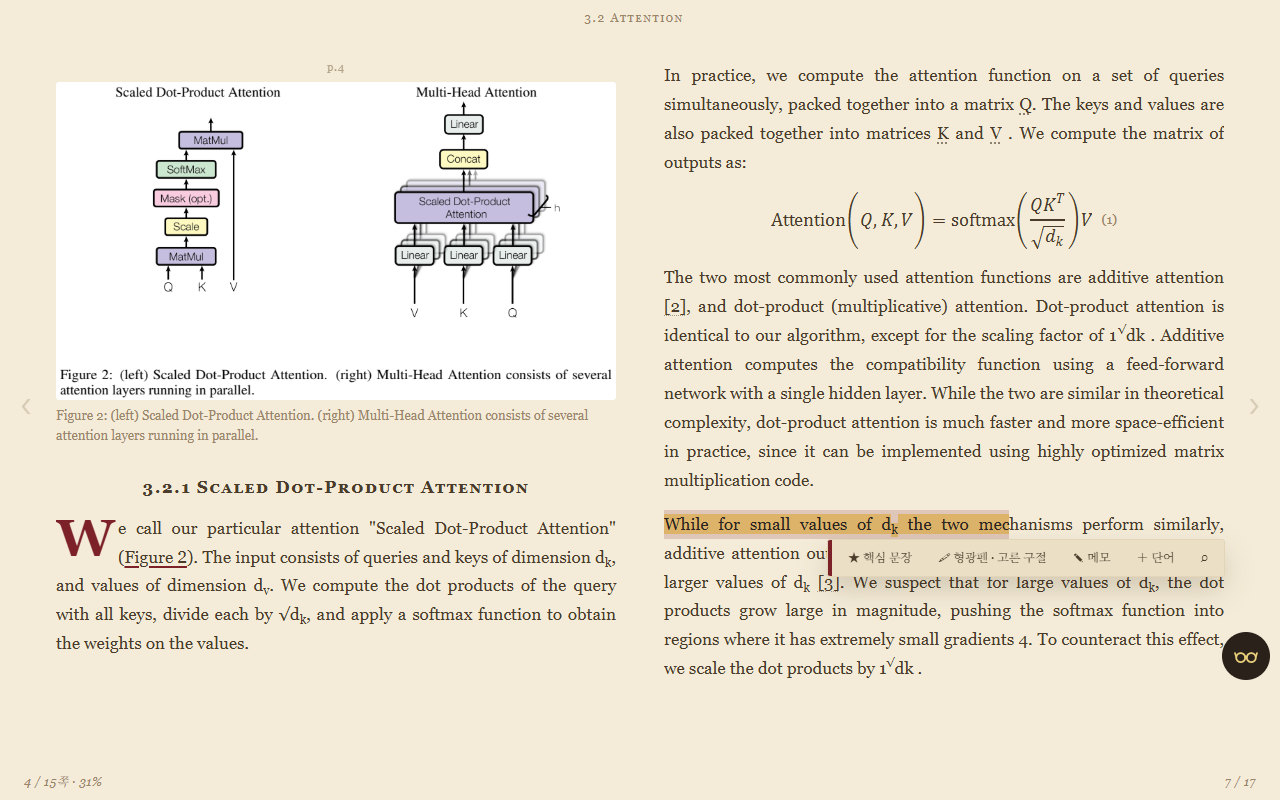 3.2 Attention
p.4
Scaled Dot-Product Attention
Multi-Head Attention
MatMul
SoftMax
Mask (opt.)
Scale
MatMul
Q K V
Linear
Concat
Scaled Dot-Product
Attention
h
Linear Linear Linear
V K Q
Figure 2: (left) Scaled Dot-Product Attention. (right) Multi-Head Attention consists of several
attention layers running in parallel.
Figure 2: (left) Scaled Dot-Product Attention. (right) Multi-Head Attention consists of several
attention layers running in parallel.
3.2.1 Scaled Dot-Product Attention
We call our particular attention "Scaled Dot-Product Attention"
(Figure 2). The input consists of queries and keys of dimension dk,
and values of dimension dv. We compute the dot products of the query
with all keys, divide each by √dk, and apply a softmax function to obtain
the weights on the values.
In practice, we compute the attention function on a set of queries
simultaneously, packed together into a matrix Q. The keys and values are
also packed together into matrices K and V . We compute the matrix of
outputs as:
Attention(Q, K, V) = softmax(QK^T / √dk)V (1)
The two most commonly used attention functions are additive attention
[2], and dot-product (multiplicative) attention. Dot-product attention is
identical to our algorithm, except for the scaling factor of 1√dk . Additive
attention computes the compatibility function using a feed-forward
network with a single hidden layer. While the two are similar in theoretical
complexity, dot-product attention is much faster and more space-efficient
in practice, since it can be implemented using highly optimized matrix
multiplication code.
While for small values of dk the two mechanisms perform similarly,
additive attention ou
★ 핵심 문장 형광펜 · 고른 구절 메모 + 단어
larger values of dk [3]. We suspect that for large values of dk, the dot
products grow large in magnitude, pushing the softmax function into
regions where it has extremely small gradients 4. To counteract this effect,
we scale the dot products by 1√dk .
4 / 15쪽 · 31%
7 / 17